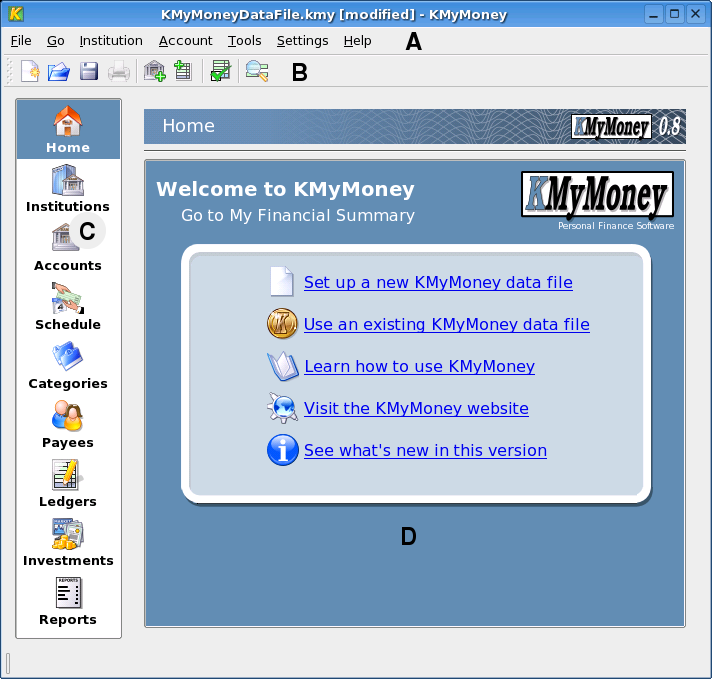 KMyMoneyDataFile.kmy [modified] - KMyMoney
File Go Institution Account Tools Settings Help A
B
Home
Institutions
C
Accounts
Schedule
Categories
Payees
Ledgers
Investments
REPORTS
Reports
Home
KMyMoney 0.8
Welcome to KMyMoney
Go to My Financial Summary
KMyMoney
Personal Finance Software
Set up a new KMyMoney data file
Use an existing KMyMoney data file
Learn how to use KMyMoney
Visit the KMyMoney website
See what's new in this version
D